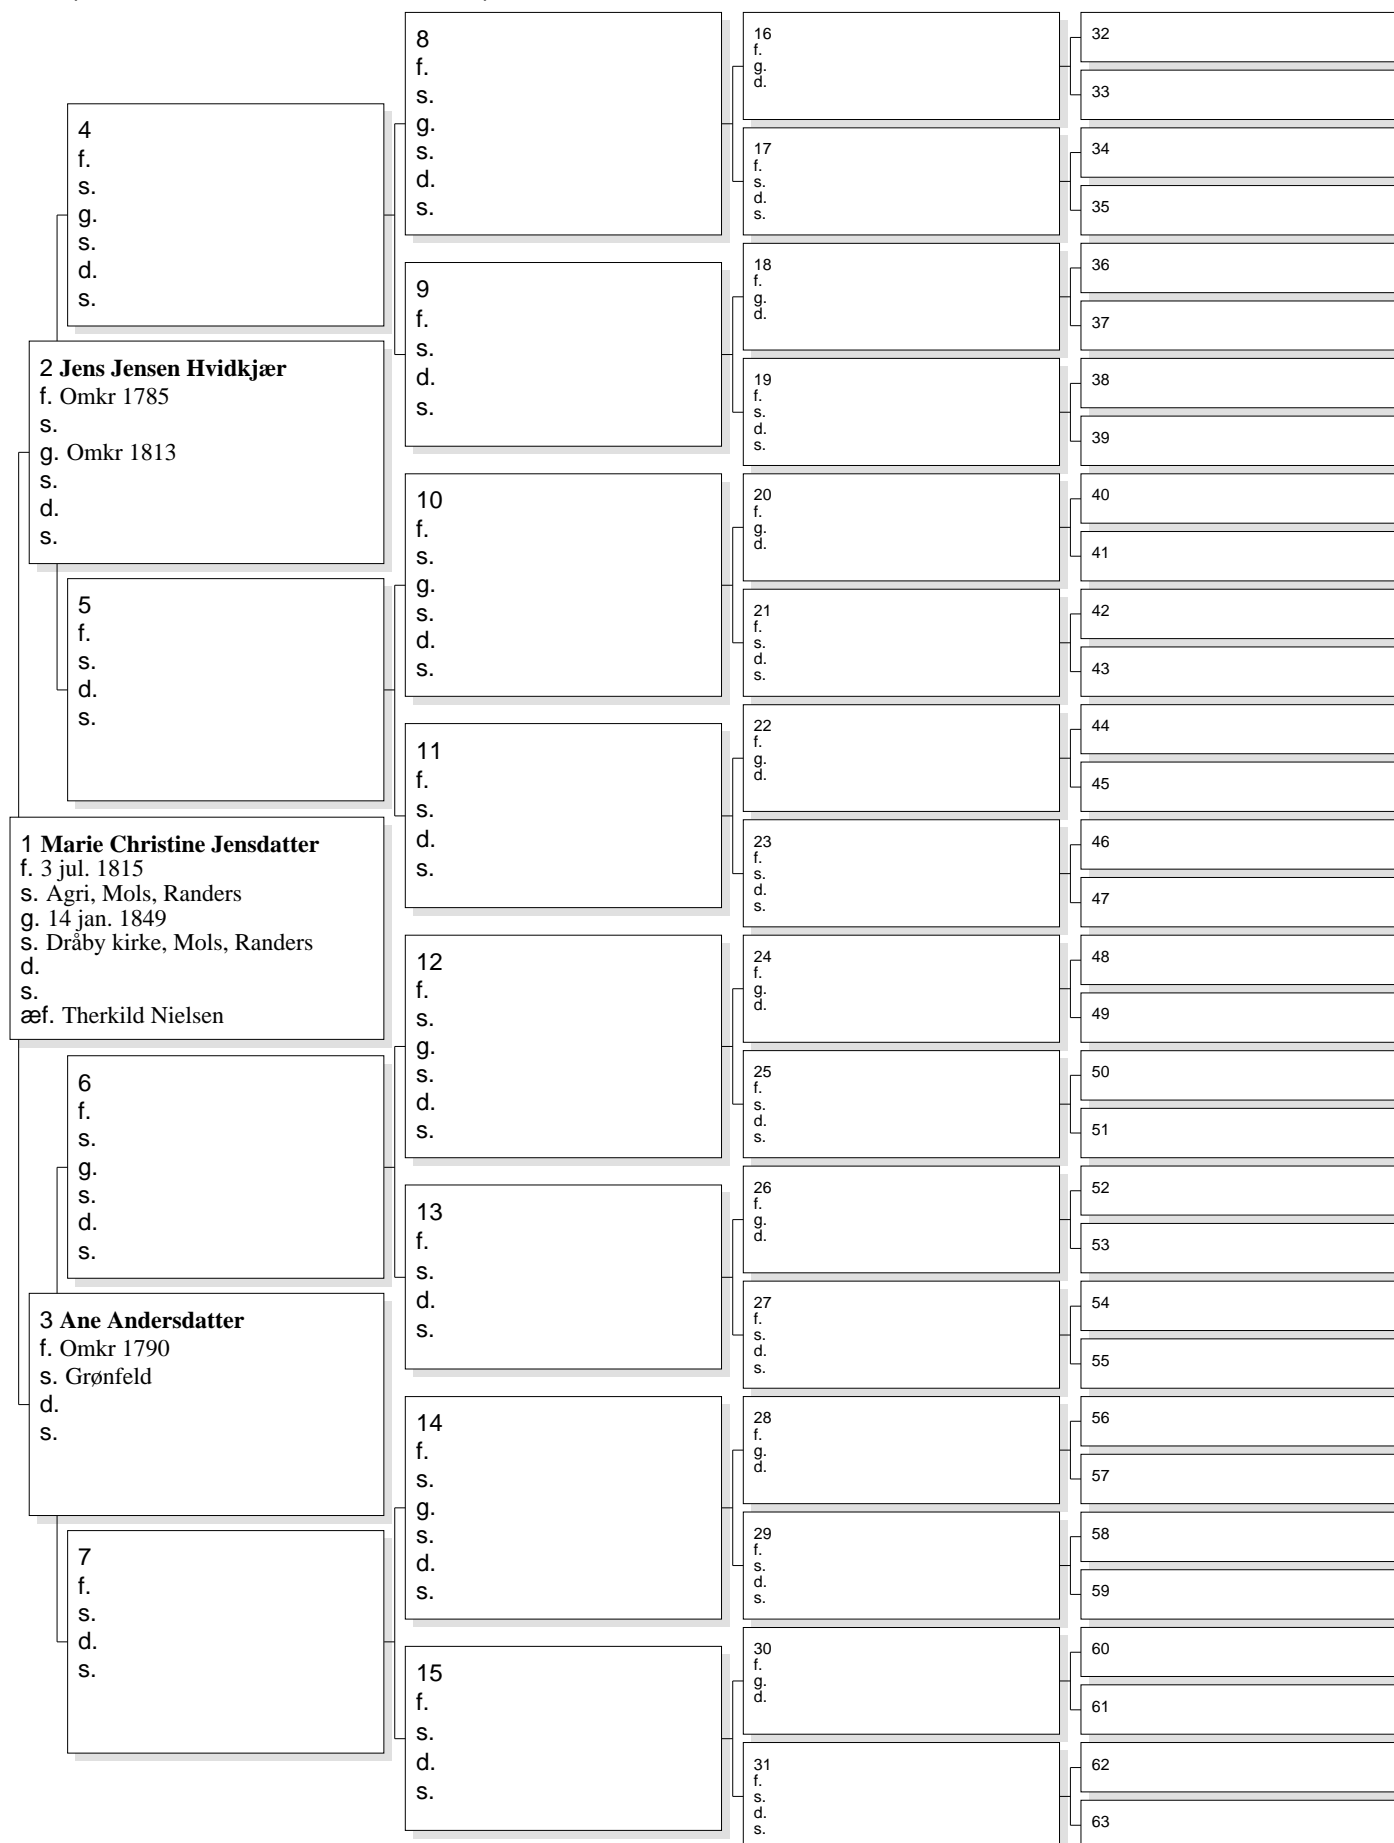 4
f.
s.
g.
s.
d.
s.
2 Jens Jensen Hvidkjær
f. Omkr 1785
s.
g. Omkr 1813
s.
d.
s.
5
f.
s.
d.
s.
1 Marie Christine Jensdatter
f. 3 jul. 1815
s. Agri, Mols, Randers
g. 14 jan. 1849
s. Dråby kirke, Mols, Randers
d.
s.
æf. Therkild Nielsen
6
f.
s.
g.
s.
d.
s.
3 Ane Andersdatter
f. Omkr 1790
s. Grønfeld
d.
s.
7
f.
s.
d.
s.
8
f.
s.
g.
s.
d.
s.
9
f.
s.
d.
s.
10
f.
s.
g.
s.
d.
s.
11
f.
s.
d.
s.
12
f.
s.
g.
s.
d.
s.
13
f.
s.
d.
s.
14
f.
s.
g.
s.
d.
s.
15
f.
s.
d.
s.
16
f.
g.
d.
17
f.
s.
d.
s.
18
f.
g.
d.
19
f.
s.
d.
s.
20
f.
g.
d.
21
f.
s.
d.
s.
22
f.
g.
d.
23
f.
s.
d.
s.
24
f.
g.
d.
25
f.
s.
d.
s.
26
f.
g.
d.
27
f.
s.
d.
s.
28
f.
g.
d.
29
f.
s.
d.
s.
30
f.
g.
d.
31
f.
s.
d.
s.
32
33
34
35
36
37
38
39
40
41
42
43
44
45
46
47
48
49
50
51
52
53
54
55
56
57
58
59
60
61
62
63